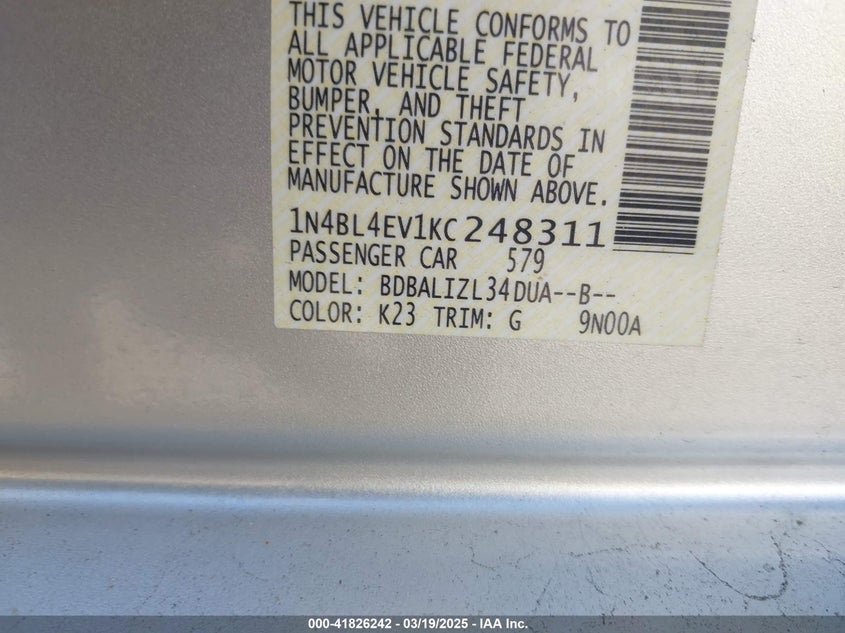 THIS VEHICLE CONFORMS TO
ALL APPLICABLE FEDERAL
MOTOR VEHICLE SAFETY,
BUMPER, AND THEFT
PREVENTION STANDARDS IN
EFFECT ON THE DATE OF
MANUFACTURE SHOWN ABOVE.
1N4BL4EV1KC248311
PASSENGER CAR 579
MODEL: BDBALIZL34DUA--B--
COLOR: K23 TRIM: G 9N00A
000-41826242 - 03/19/2025 - IAA Inc.